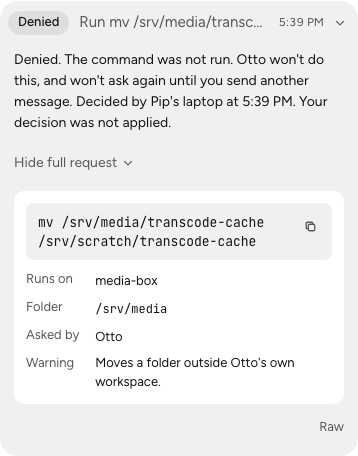 Denied Run mv /srv/media/transc... 5:39 PM
Denied. The command was not run. Otto won't do
this, and won't ask again until you send another
message. Decided by Pip's laptop at 5:39 PM. Your
decision was not applied.
Hide full request
mv /srv/media/transcode-cache
/srv/scratch/transcode-cache
Runs on media-box
Folder /srv/media
Asked by Otto
Warning Moves a folder outside Otto's own
workspace.
Raw